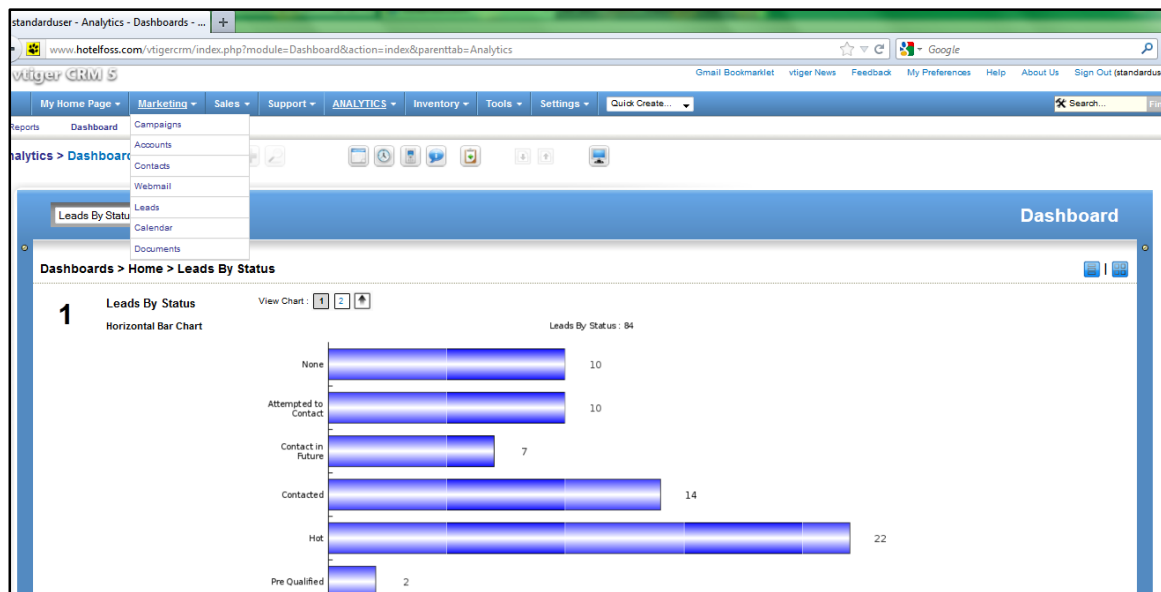 standarduser - Analytics - Dashboards - ... +
www.hotelfoss.com/vtigercrm/index.php?module=Dashboard&action=index&parenttab=Analytics Google
vtiger CRM 5 Gmail Bookmarklet vtiger News Feedback My Preferences Help About Us Sign Out (standardus
My Home Page Marketing Sales Support ANALYTICS Inventory Tools Settings Quick Create... Search... Fin
Reports Dashboard Campaigns
Accounts
nalytics > Dashboard
Contacts
Webmail
Leads By Statu Leads Dashboard
Calendar
Documents
Dashboards > Home > Leads By Status
1 Leads By Status View Chart : 1 2
Horizontal Bar Chart Leads By Status : 84
None 10
Attempted to
Contact 10
Contact in
Future 7
Contacted 14
Hot 22
Pre Qualified 2